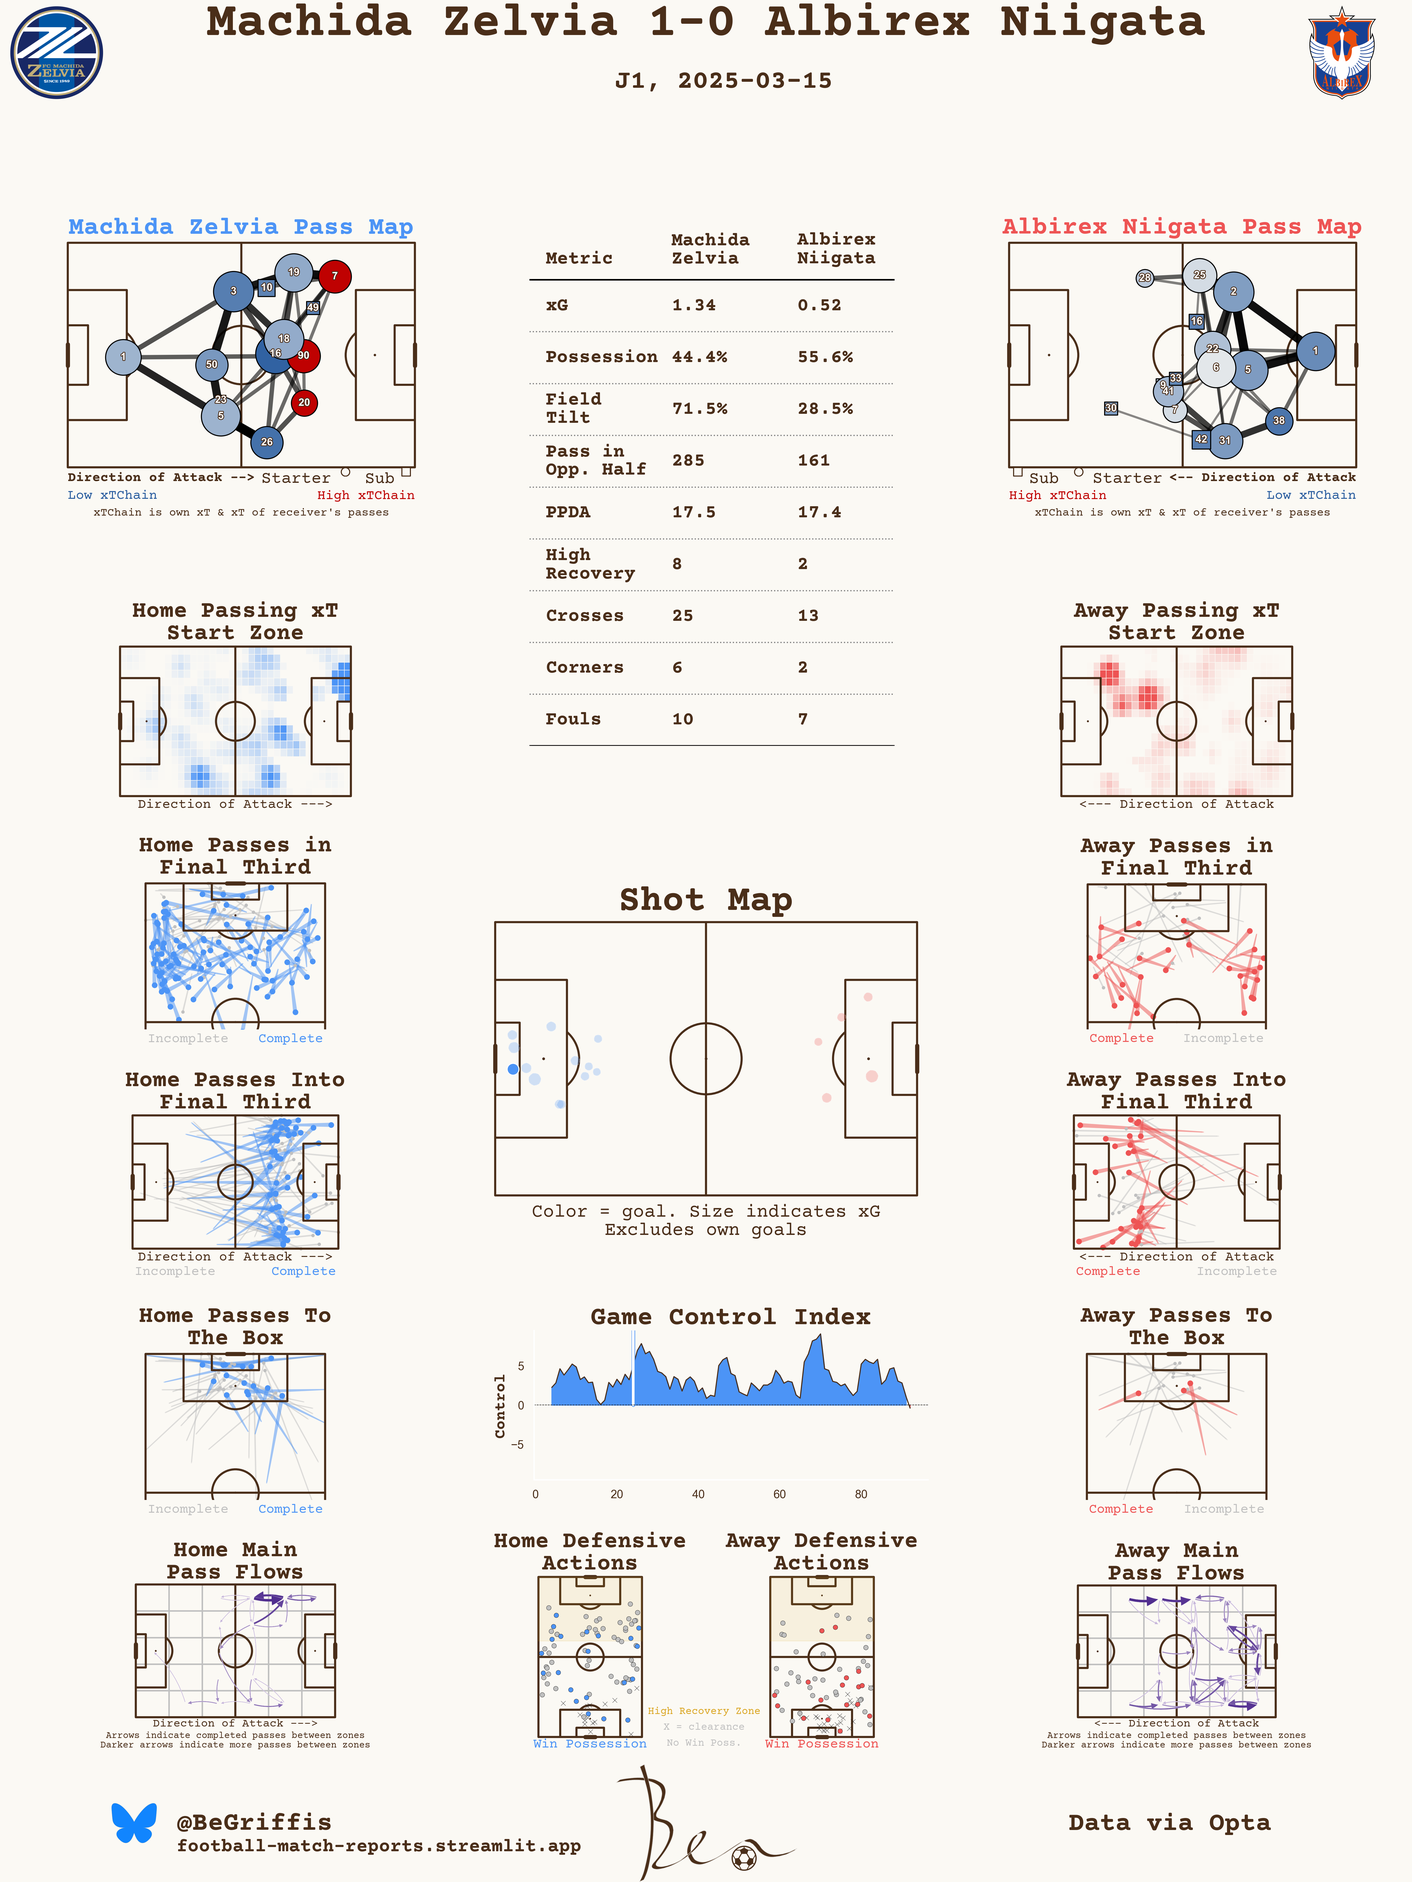 Machida Zelvia 1-0 Albirex Niigata
J1, 2025-03-15
FC MACHIDA
ZELVIA
SINCE 1989
ALBIREX
Machida Zelvia Pass Map
1
3
50
23
5
26
10
19
7
49
18
16
90
20
Direction of Attack --> Starter Sub
Low xTChain High xTChain
xTChain is own xT & xT of receiver's passes
Metric Machida Zelvia Albirex Niigata
xG 1.34 0.52
Possession 44.4% 55.6%
Field Tilt 71.5% 28.5%
Pass in Opp. Half 285 161
PPDA 17.5 17.4
High Recovery 8 2
Crosses 25 13
Corners 6 2
Fouls 10 7
Albirex Niigata Pass Map
28
25
2
16
22
1
6
5
33
9
41
7
30
42
31
38
Sub Starter <-- Direction of Attack
High xTChain Low xTChain
xTChain is own xT & xT of receiver's passes
Home Passing xT
Start Zone
Direction of Attack --->
Away Passing xT
Start Zone
<--- Direction of Attack
Home Passes in
Final Third
Incomplete Complete
Away Passes in
Final Third
Complete Incomplete
Shot Map
Color = goal. Size indicates xG
Excludes own goals
Home Passes Into
Final Third
Direction of Attack --->
Incomplete Complete
Away Passes Into
Final Third
<--- Direction of Attack
Complete Incomplete
Home Passes To
The Box
Incomplete Complete
Game Control Index
Control
5
0
−5
0 20 40 60 80
Away Passes To
The Box
Complete Incomplete
Home Main
Pass Flows
Direction of Attack --->
Arrows indicate completed passes between zones
Darker arrows indicate more passes between zones
Home Defensive
Actions
Win Possession
Away Defensive
Actions
Win Possession
High Recovery Zone
X = clearance
No Win Poss.
Away Main
Pass Flows
<--- Direction of Attack
Arrows indicate completed passes between zones
Darker arrows indicate more passes between zones
@BeGriffis
football-match-reports.streamlit.app
Ben
Data via Opta